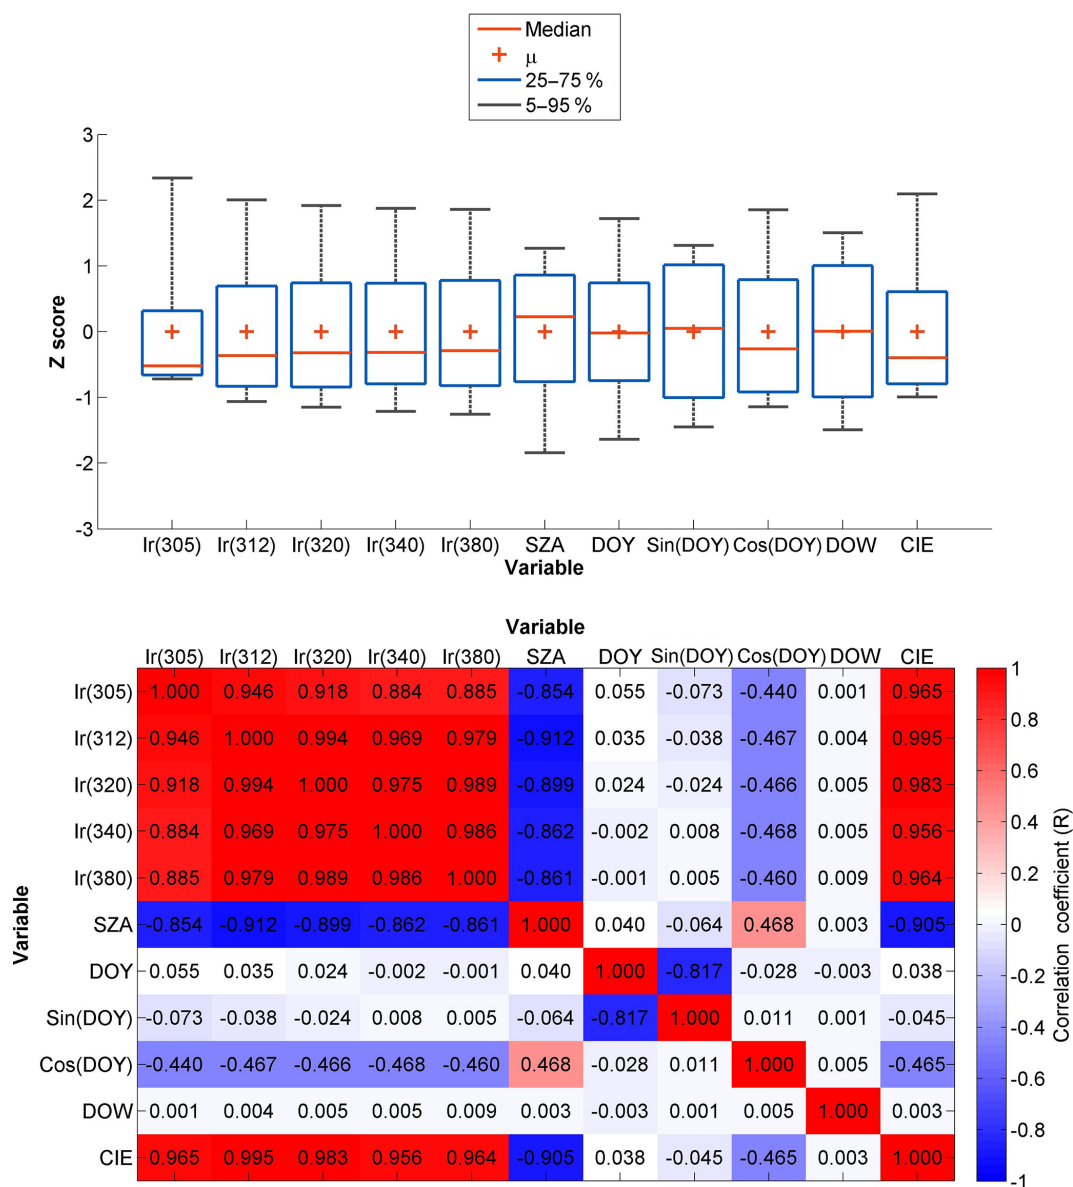 Median
μ
25–75 %
5–95 %
3
2
1
0
-1
-2
-3
Z score
Ir(305) Ir(312) Ir(320) Ir(340) Ir(380) SZA DOY Sin(DOY) Cos(DOY) DOW CIE
Variable
Variable
Ir(305) Ir(312) Ir(320) Ir(340) Ir(380) SZA DOY Sin(DOY) Cos(DOY) DOW CIE
Variable
Ir(305) 1.000 0.946 0.918 0.884 0.885 -0.854 0.055 -0.073 -0.440 0.001 0.965
Ir(312) 0.946 1.000 0.994 0.969 0.979 -0.912 0.035 -0.038 -0.467 0.004 0.995
Ir(320) 0.918 0.994 1.000 0.975 0.989 -0.899 0.024 -0.024 -0.466 0.005 0.983
Ir(340) 0.884 0.969 0.975 1.000 0.986 -0.862 -0.002 0.008 -0.468 0.005 0.956
Ir(380) 0.885 0.979 0.989 0.986 1.000 -0.861 -0.001 0.005 -0.460 0.009 0.964
SZA -0.854 -0.912 -0.899 -0.862 -0.861 1.000 0.040 -0.064 0.468 0.003 -0.905
DOY 0.055 0.035 0.024 -0.002 -0.001 0.040 1.000 -0.817 -0.028 -0.003 0.038
Sin(DOY) -0.073 -0.038 -0.024 0.008 0.005 -0.064 -0.817 1.000 0.011 0.001 -0.045
Cos(DOY) -0.440 -0.467 -0.466 -0.468 -0.460 0.468 -0.028 0.011 1.000 0.005 -0.465
DOW 0.001 0.004 0.005 0.005 0.009 0.003 -0.003 0.001 0.005 1.000 0.003
CIE 0.965 0.995 0.983 0.956 0.964 -0.905 0.038 -0.045 -0.465 0.003 1.000
1
0.8
0.6
0.4
0.2
0
-0.2
-0.4
-0.6
-0.8
-1
Correlation coefficient (R)